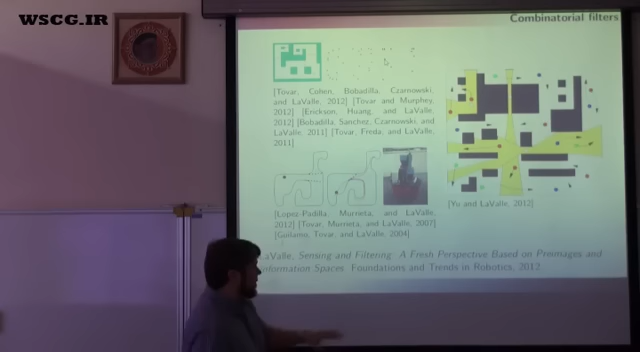 WSCG.IR
Combinatorial filters
[Tovar, Cohen, Bobadilla, Czarnowski,
and LaValle, 2012] [Tovar and Murphey,
2012] [Erickson, Huang, and LaValle,
2012] [Bobadilla, Sanchez, Czarnowski, and
LaValle, 2011] [Tovar, Freda, and LaValle,
2011]
[Lopez-Padilla, Murrieta, and LaValle,
2012] [Tovar, Murrieta, and LaValle, 2007]
[Guilamo, Tovar, and LaValle, 2004]
[Yu and LaValle, 2012]
LaValle, Sensing and Filtering: A Fresh Perspective Based on Preimages and
Information Spaces. Foundations and Trends in Robotics, 2012